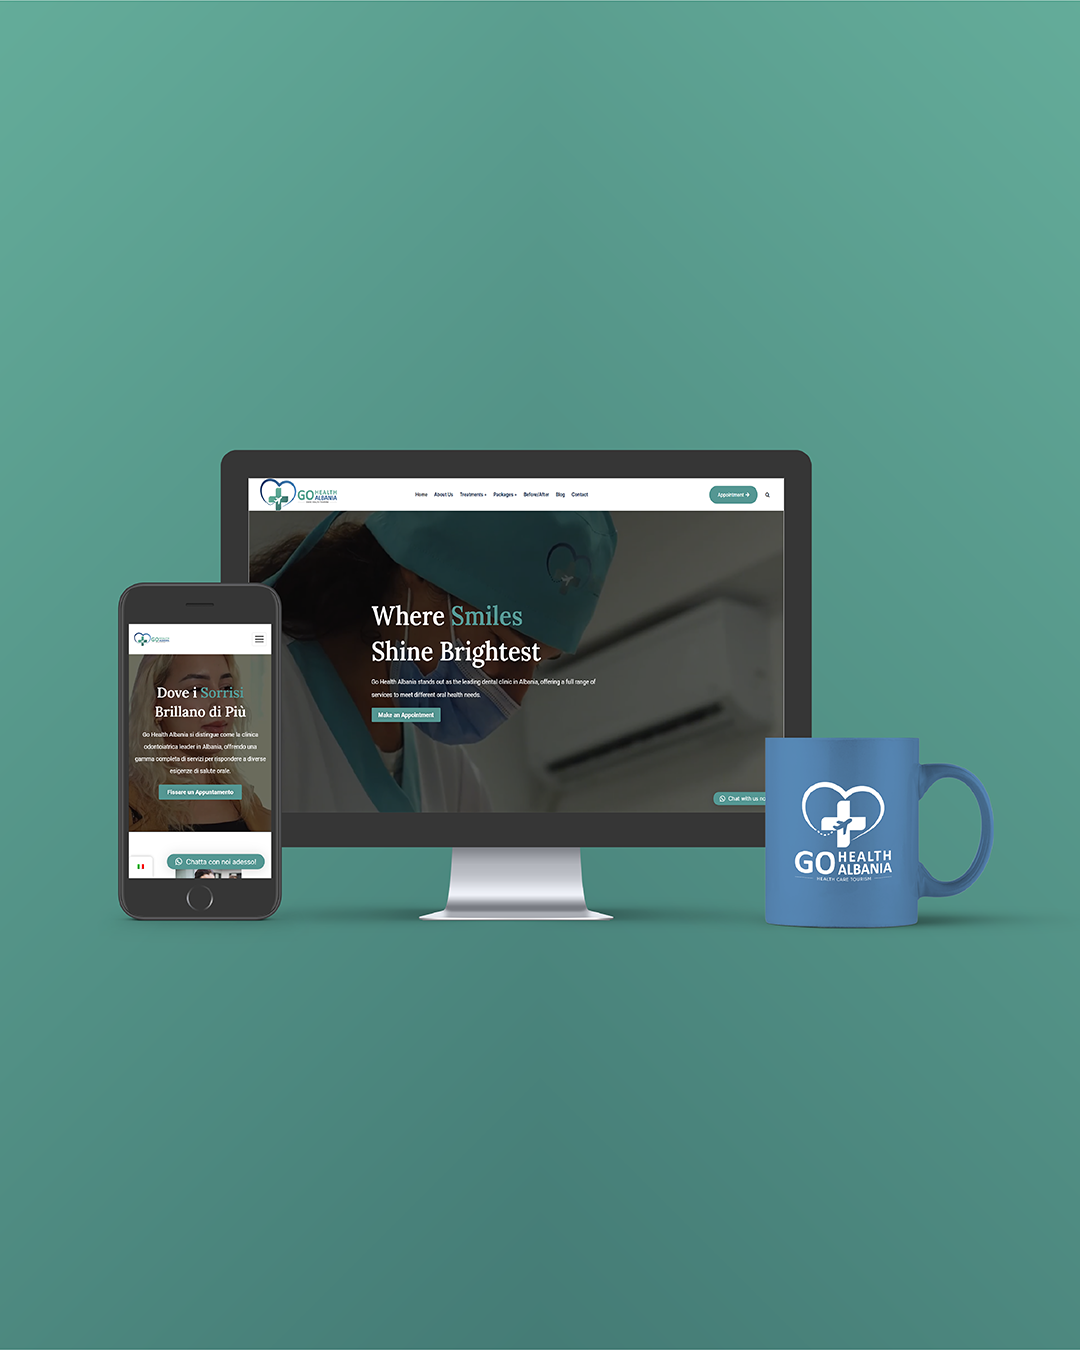 GO HEALTH ALBANIA
Home About Us Treatments Packages Before/After Blog Contact
Appointment
Where Smiles
Shine Brightest
Go Health Albania stands out as the leading dental clinic in Albania, offering a full range of
services to meet different oral health needs.
Make an Appointment
Chat with us no
GO HEALTH ALBANIA
Dove i Sorrisi
Brillano di Più
Go Health Albania si distingue come la clinica
odontoiatrica leader in Albania, offrendo una
gamma completa di servizi per rispondere a diverse
esigenze di salute orale.
Fissare un Appuntamento
Chatta con noi adesso!
GO HEALTH
ALBANIA
HEALTH CARE TOURISM